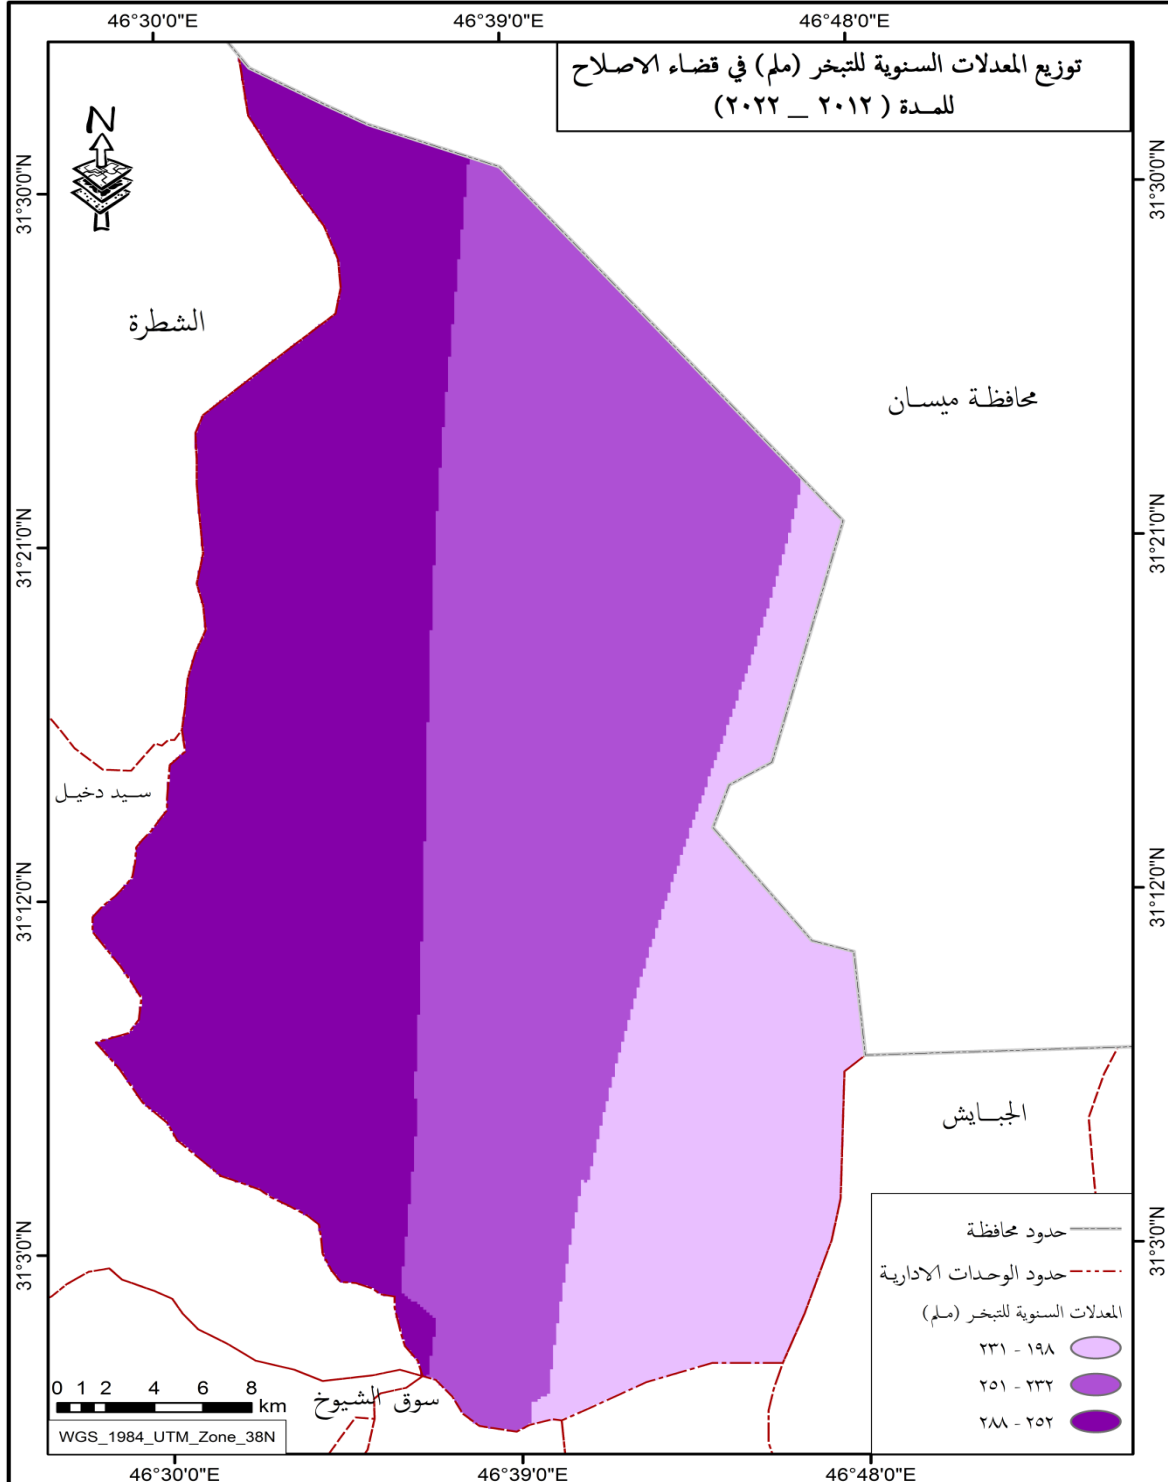 46°30'0"E
46°39'0"E
46°48'0"E
توزيع المعدلات السنوية للتبخر (ملم) في قضاء الاصلاح
للمدة ( ٢٠١٢ _ ٢٠٢٢)
N
31°30'0"N
31°30'0"N
الشطرة
محافظة ميسان
31°21'0"N
31°21'0"N
سيد دخيل
31°12'0"N
31°12'0"N
الجبايش
31°3'0"N
31°3'0"N
حدود محافظة
حدود الوحدات الادارية
المعدلات السنوية للتبخر (ملم)
١٩٨ - ٢٣١
٢٣٢ - ٢٥١
٢٥٢ - ٢٨٨
سوق الشيوخ
0 1 2 4 6 8
km
WGS_1984_UTM_Zone_38N
46°30'0"E
46°39'0"E
46°48'0"E